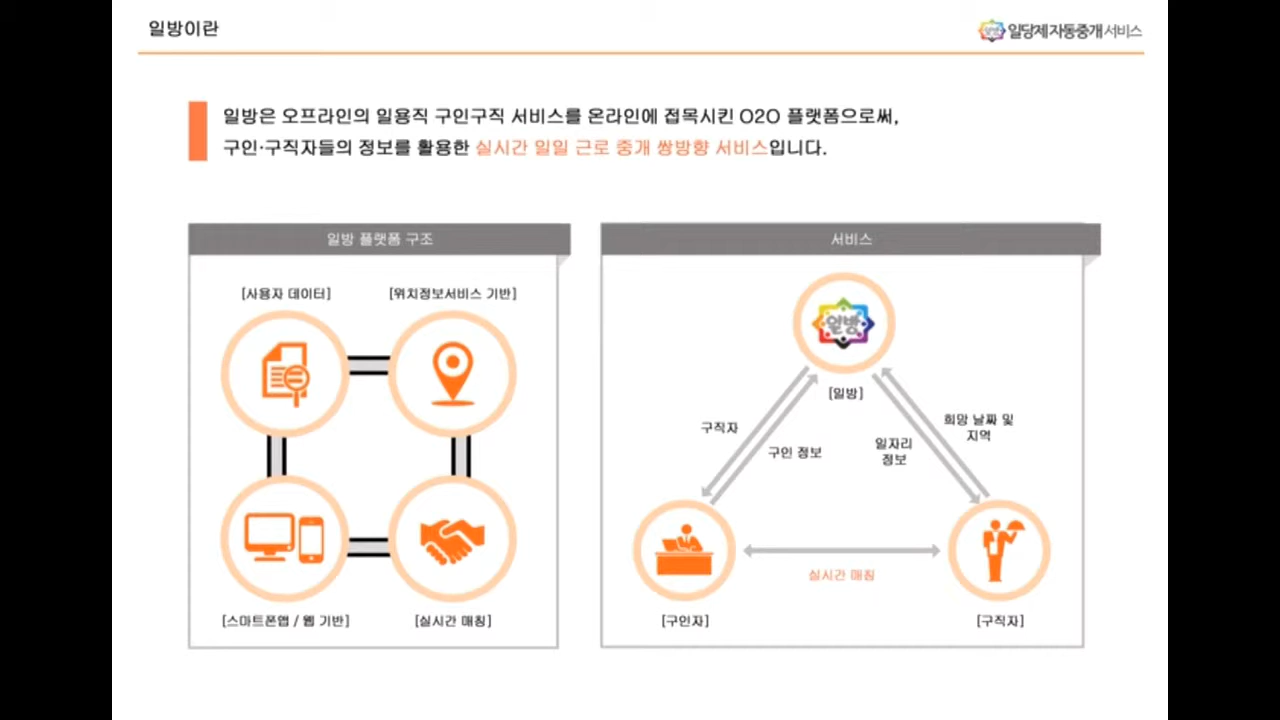 일방이란
일방 일당제 자동중개 서비스
일방은 오프라인의 일용직 구인구직 서비스를 온라인에 접목시킨 O2O 플랫폼으로써,
구인·구직자들의 정보를 활용한 실시간 일일 근로 중개 쌍방향 서비스입니다.
일방 플랫폼 구조
[사용자 데이터]
[위치정보서비스 기반]
[스마트폰앱 / 웹 기반]
[실시간 매칭]
서비스
일방
[일방]
구직자
구인 정보
일자리
정보
희망 날짜 및
지역
실시간 매칭
[구인자]
[구직자]